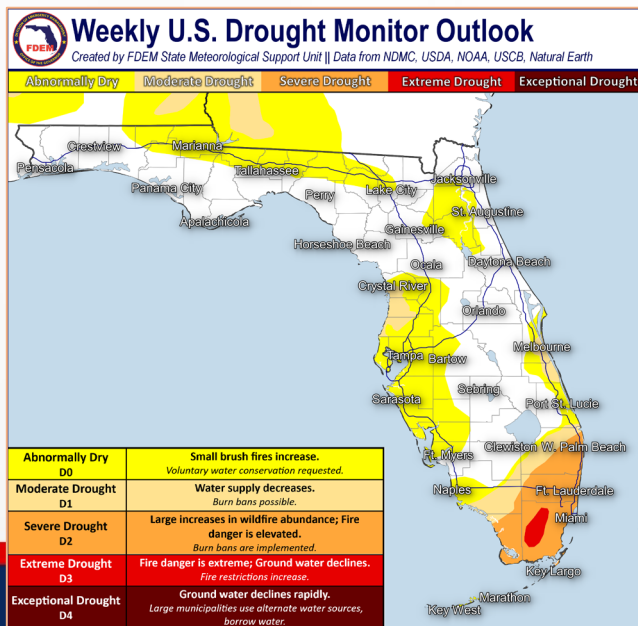 Weekly U.S. Drought Monitor Outlook
Created by FDEM State Meteorological Support Unit || Data from NDMC, USDA, NOAA, USCB, Natural Earth
FDEM
Abnormally Dry
Moderate Drought
Severe Drought
Extreme Drought
Exceptional Drought
Crestview
Marianna
Pensacola
Tallahassee
Jacksonville
Panama City
Perry
Lake City
Apalachicola
St. Augustine
Gainesville
Horseshoe Beach
Ocala
Daytona Beach
Crystal River
Orlando
Melbourne
Tampa
Bartow
Sebring
Sarasota
Port St. Lucie
Clewiston
W. Palm Beach
Ft. Myers
Naples
Ft. Lauderdale
Miami
Key Largo
Marathon
Key West
Abnormally Dry
D0
Small brush fires increase.
Voluntary water conservation requested.
Moderate Drought
D1
Water supply decreases.
Burn bans possible.
Severe Drought
D2
Large increases in wildfire abundance; Fire
danger is elevated.
Burn bans are implemented.
Extreme Drought
D3
Fire danger is extreme; Ground water declines.
Fire restrictions increase.
Exceptional Drought
D4
Ground water declines rapidly.
Large municipalities use alternate water sources,
borrow water.